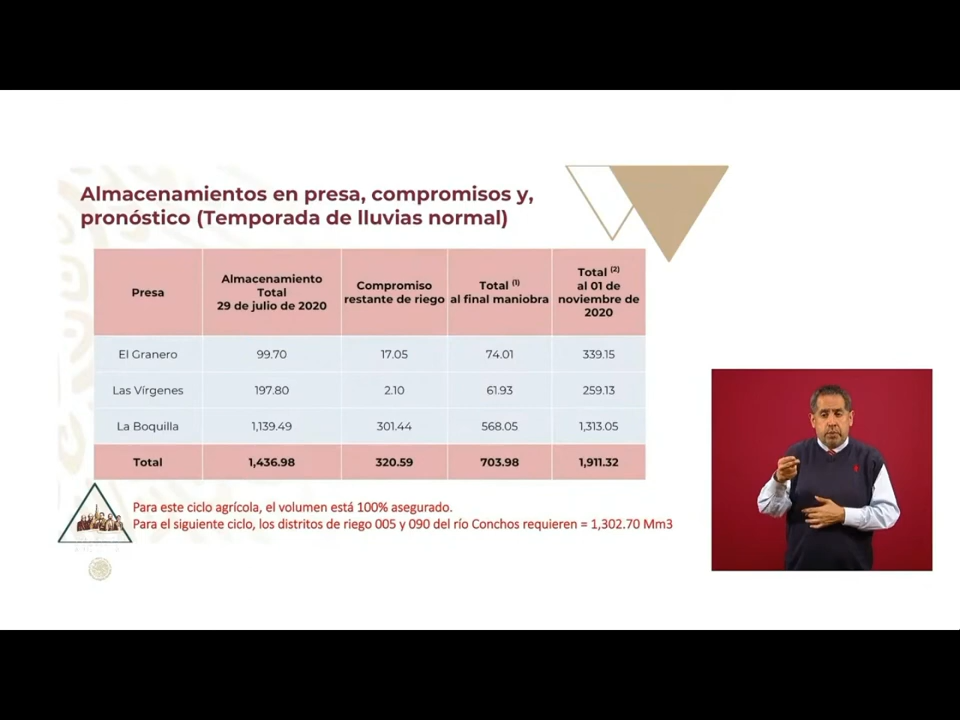 Almacenamientos en presa, compromisos y,
pronóstico (Temporada de lluvias normal)
Presa
Almacenamiento
Total
29 de julio de 2020
Compromiso
restante de riego
Total (1)
al final maniobra
Total (2)
al 01 de
noviembre de
2020
El Granero 99.70 17.05 74.01 339.15
Las Vírgenes 197.80 2.10 61.93 259.13
La Boquilla 1,139.49 301.44 568.05 1,313.05
Total 1,436.98 320.59 703.98 1,911.32
Para este ciclo agrícola, el volumen está 100% asegurado.
Para el siguiente ciclo, los distritos de riego 005 y 090 del río Conchos requieren = 1,302.70 Mm3